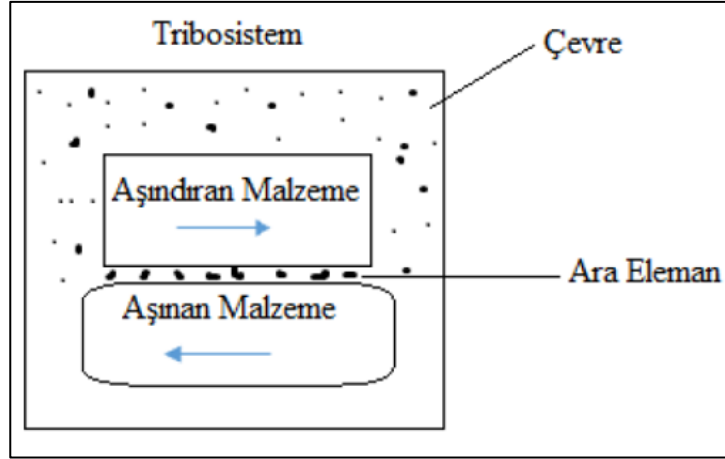 Tribosistem
Çevre
Aşındıran Malzeme
Ara Eleman
Aşınan Malzeme